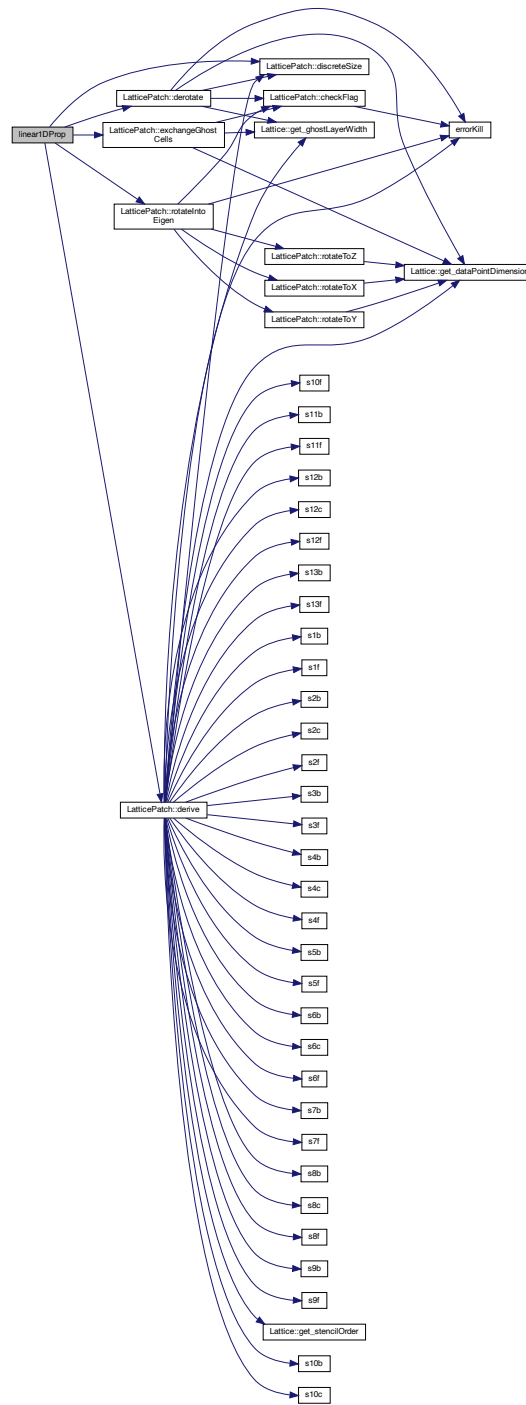 LatticePatch::discreteSize
LatticePatch::derotate
LatticePatch::checkFlag
linear1DProp
LatticePatch::exchangeGhost
Cells
Lattice::get_ghostLayerWidth
errorKill
LatticePatch::rotateInto
Eigen
LatticePatch::rotateToZ
Lattice::get_dataPointDimension
LatticePatch::rotateToX
LatticePatch::rotateToY
s10f
s11b
s11f
s12b
s12c
s12f
s13b
s13f
s1b
s1f
s2b
s2c
s2f
s3b
LatticePatch::derive
s3f
s4b
s4c
s4f
s5b
s5f
s6b
s6c
s6f
s7b
s7f
s8b
s8c
s8f
s9b
s9f
Lattice::get_stencilOrder
s10b
s10c